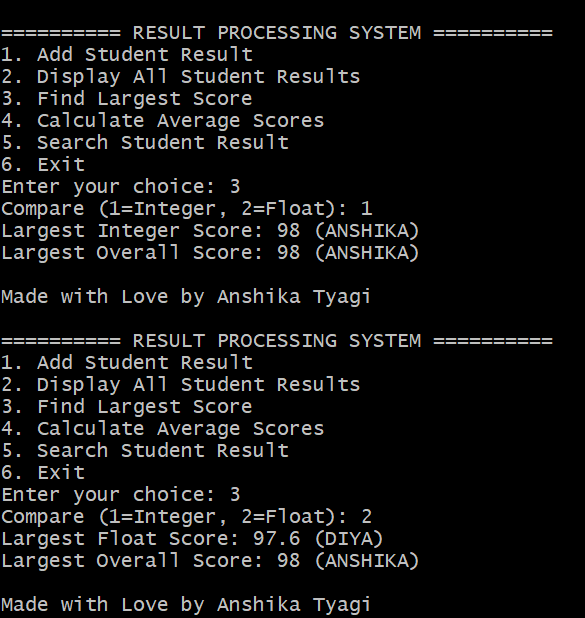 ========== RESULT PROCESSING SYSTEM ==========
1. Add Student Result
2. Display All Student Results
3. Find Largest Score
4. Calculate Average Scores
5. Search Student Result
6. Exit
Enter your choice: 3
Compare (1=Integer, 2=Float): 1
Largest Integer Score: 98 (ANSHIKA)
Largest Overall Score: 98 (ANSHIKA)
Made with Love by Anshika Tyagi
========== RESULT PROCESSING SYSTEM ==========
1. Add Student Result
2. Display All Student Results
3. Find Largest Score
4. Calculate Average Scores
5. Search Student Result
6. Exit
Enter your choice: 3
Compare (1=Integer, 2=Float): 2
Largest Float Score: 97.6 (DIYA)
Largest Overall Score: 98 (ANSHIKA)
Made with Love by Anshika Tyagi